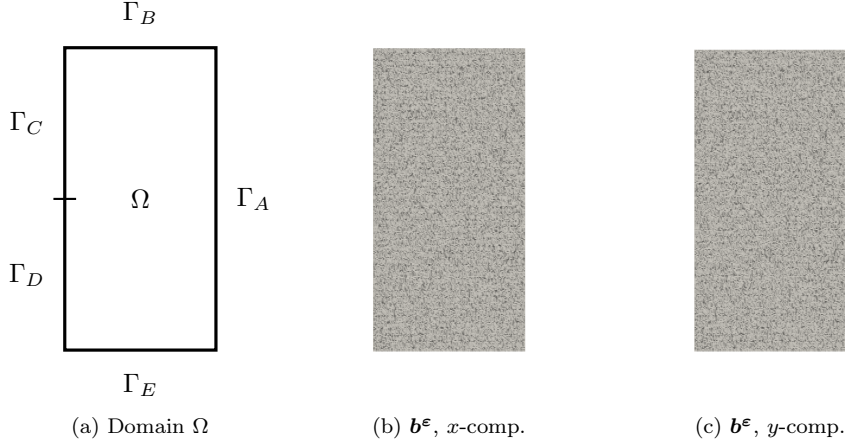 Γ_B
Γ_C
Ω
Γ_A
Γ_D
Γ_E
(a) Domain Ω
(b) b^ε, x-comp.
(c) b^ε, y-comp.